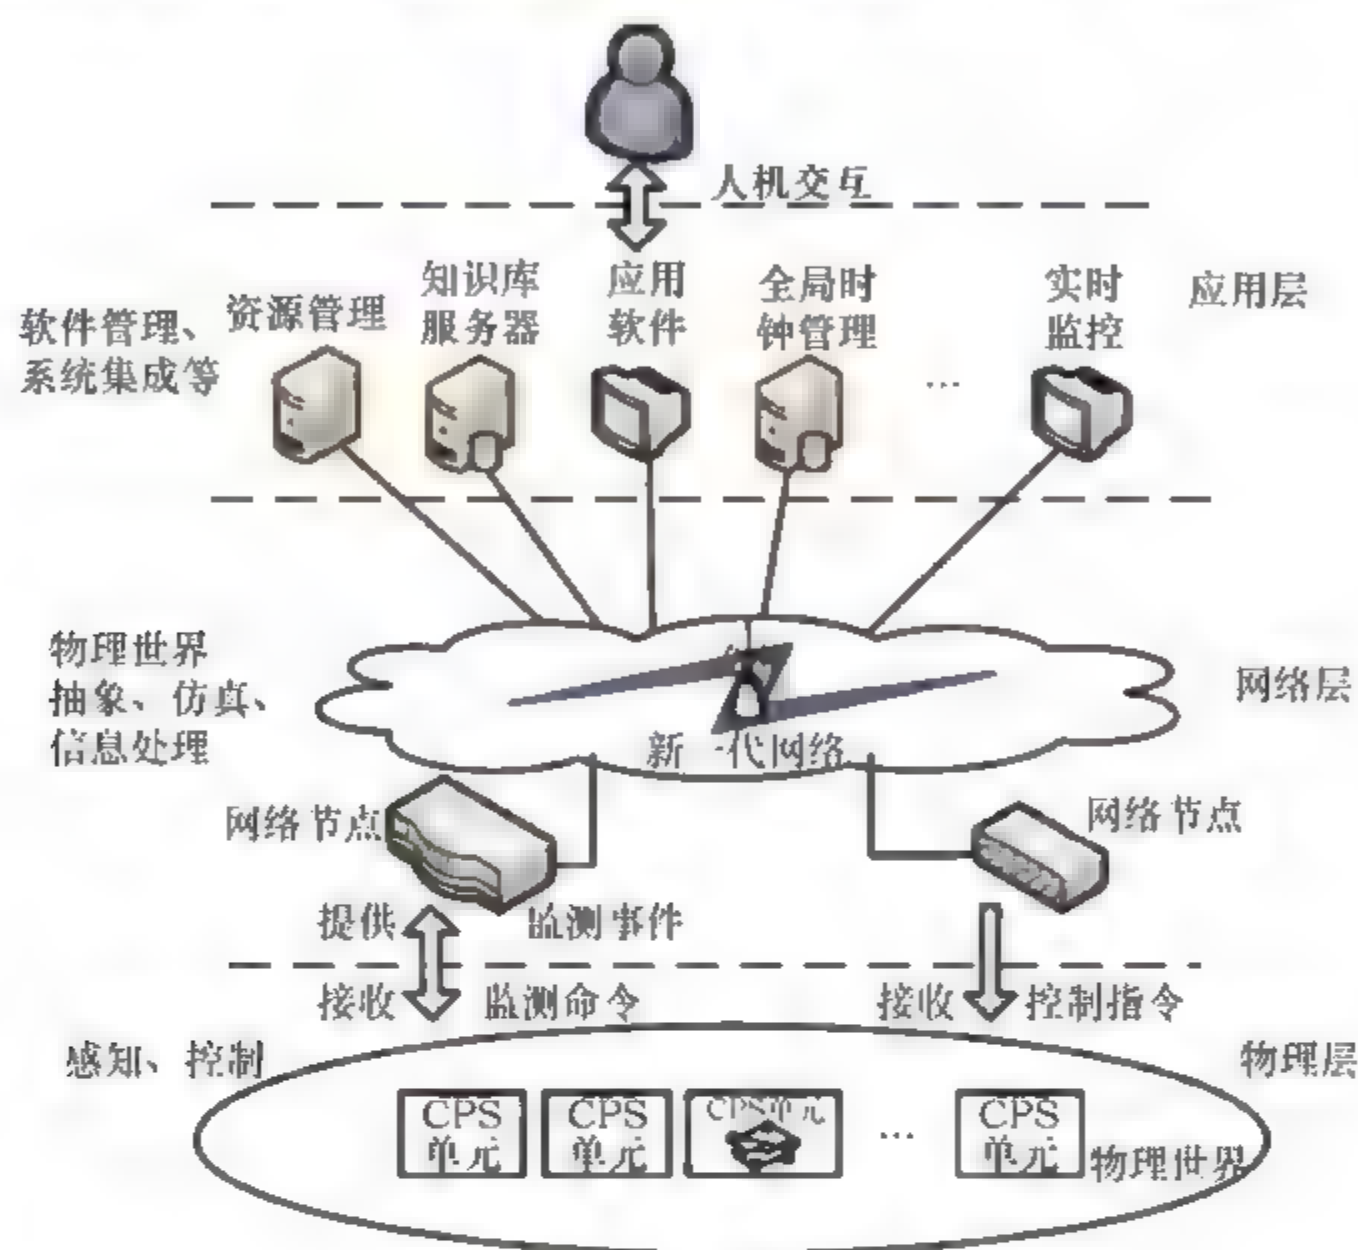 人机交互
软件管理、
系统集成等
资源管理
知识库
服务器
应用
软件
全局时
钟管理
...
实时
监控
应用层
物理世界
抽象、仿真、
信息处理
新一代网络
网络层
网络节点
网络节点
提供
监测事件
接收
监测命令
接收
控制指令
感知、控制
物理层
CPS
单元
CPS
单元
CPS单元
...
CPS
单元
物理世界